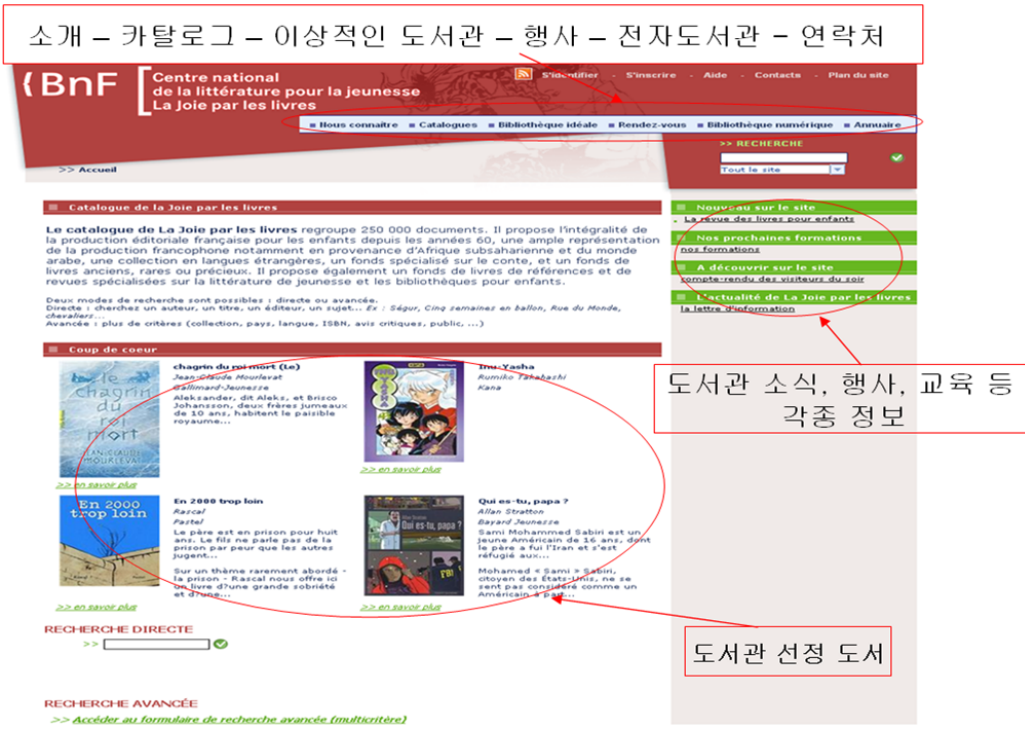 소개 – 카탈로그 – 이상적인 도서관 – 행사 – 전자도서관 – 연락처
{BnF
Centre national
de la littérature pour la jeunesse
La Joie par les livres
S'identifier - S'inscrire - Aide - Contacts - Plan du site
Nous connaître Catalogues Bibliothèque idéale Rendez-vous Bibliothèque numérique Annuaire
>> RECHERCHE
Tout le site
>> Accueil
Catalogue de la Joie par les livres
Le catalogue de La Joie par les livres regroupe 250 000 documents. Il propose l'intégralité de
la production éditoriale française pour les enfants depuis les années 60, une ample représentation
de la production francophone notamment en provenance d'Afrique subsaharienne et du monde
arabe, une collection en langues étrangères, un fonds spécialisé sur le conte, et un fonds de
livres anciens, rares ou précieux. Il propose également un fonds de livres de références et de
revues spécialisées sur la littérature de jeunesse et les bibliothèques pour enfants.
Deux modes de recherche sont possibles : directe ou avancée.
Directe : cherchez un auteur, un titre, un éditeur, un sujet... Ex : Ségur, Cinq semaines en ballon, Rue du Monde,
chevaliers...
Avancée : plus de critères (collection, pays, langue, ISBN, avis critiques, public, ...)
Nouveau sur le site
La revue des livres pour enfants
Nos prochaines formations
nos formations
A découvrir sur le site
compte-rendu des visiteurs du soir
L'actualité de La Joie par les livres
la lettre d'information
도서관 소식, 행사, 교육 등
각종 정보
Coup de coeur
le
chagrin
du
roi
mort
JEAN-CLAUDE
MOURLEVAT
>> en savoir plus
chagrin du roi mort (Le)
Jean-Claude Mourlevat
Gallimard-Jeunesse
Aleksander, dit Aleks, et Brisco
Johansson, deux frères jumeaux
de 10 ans, habitent le paisible
royaume...
INU YASHA
>> en savoir plus
Inu-Yasha
Rumiko Takahashi
Kana
En 2000
trop loin
>> en savoir plus
En 2000 trop loin
Rascal
Pastel
Le père est en prison pour huit
ans. Le fils ne parle pas de la
prison par peur que les autres
jugent...
Sur un thème rarement abordé -
la prison - Rascal nous offre ici
un livre d?une grande sobriété
et d?une...
Qui es-tu, papa ?
FBI
>> en savoir plus
Qui es-tu, papa ?
Allan Stratton
Bayard Jeunesse
Sami Mohammed Sabiri est un
jeune Américain de 16 ans, dont
le père a fui l'Iran et s'est
réfugié aux...
Mohamed « Sami » Sabiri,
citoyen des États-Unis, ne se
sent pas considéré comme un
Américain à part...
도서관 선정 도서
RECHERCHE DIRECTE
>>
RECHERCHE AVANCÉE
>> Accéder au formulaire de recherche avancée (multicritère)